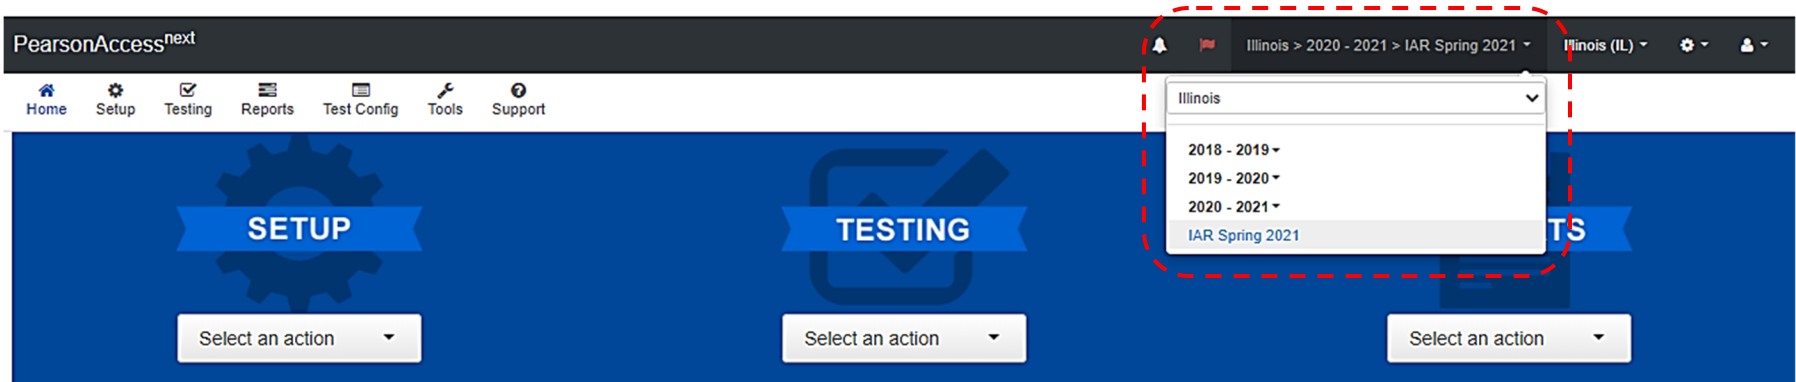 PearsonAccessnext
Illinois > 2020 - 2021 > IAR Spring 2021
Illinois (IL)
Home
Setup
Testing
Reports
Test Config
Tools
Support
Illinois
2018 - 2019
2019 - 2020
2020 - 2021
IAR Spring 2021
SETUP
TESTING
TS
Select an action
Select an action
Select an action